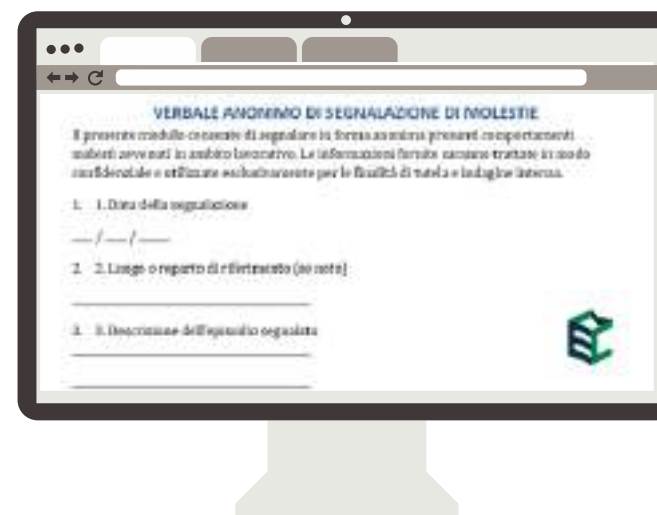 VERBALE ANONIMO DI SEGNALAZIONE DI MOLESTIE
Il presente modulo consente di segnalare in forma anonima presunti comportamenti
molesti avvenuti in ambito lavorativo. Le informazioni fornite saranno trattate in modo
confidenziale e utilizzate esclusivamente per le finalità di tutela e indagine interna.
1. 1. Data della segnalazione
__ / __ / ____
2. 2. Luogo o reparto di riferimento (se noto)
3. 3. Descrizione dell'episodio segnalato